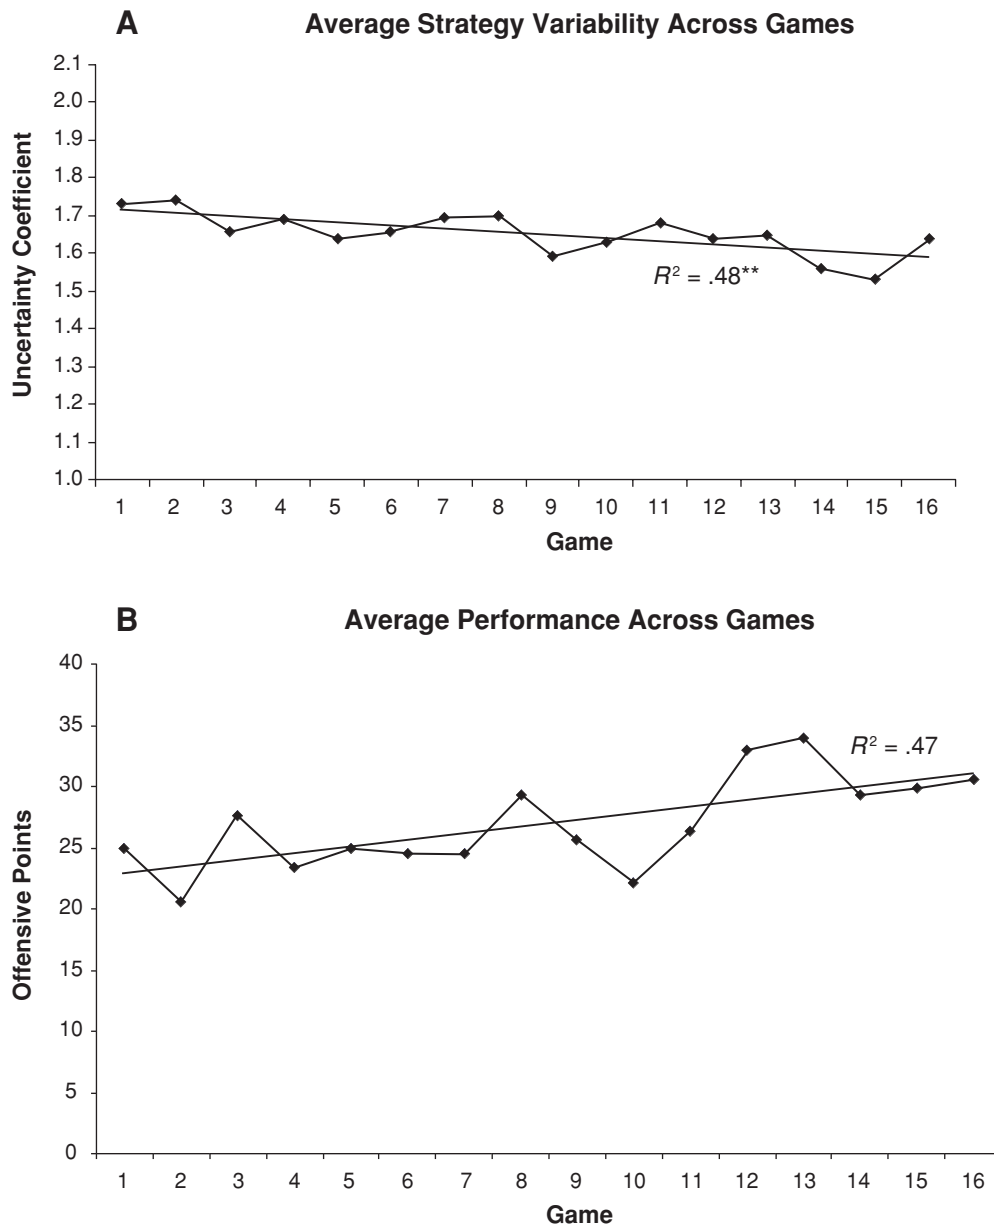 A
Average Strategy Variability Across Games
2.1
2.0
1.9
1.8
1.7
1.6
1.5
1.4
1.3
1.2
1.1
1.0
Uncertainty Coefficient
R² = .48**
1 2 3 4 5 6 7 8 9 10 11 12 13 14 15 16
Game
B
Average Performance Across Games
40
35
30
25
20
15
10
5
0
Offensive Points
R² = .47
1 2 3 4 5 6 7 8 9 10 11 12 13 14 15 16
Game